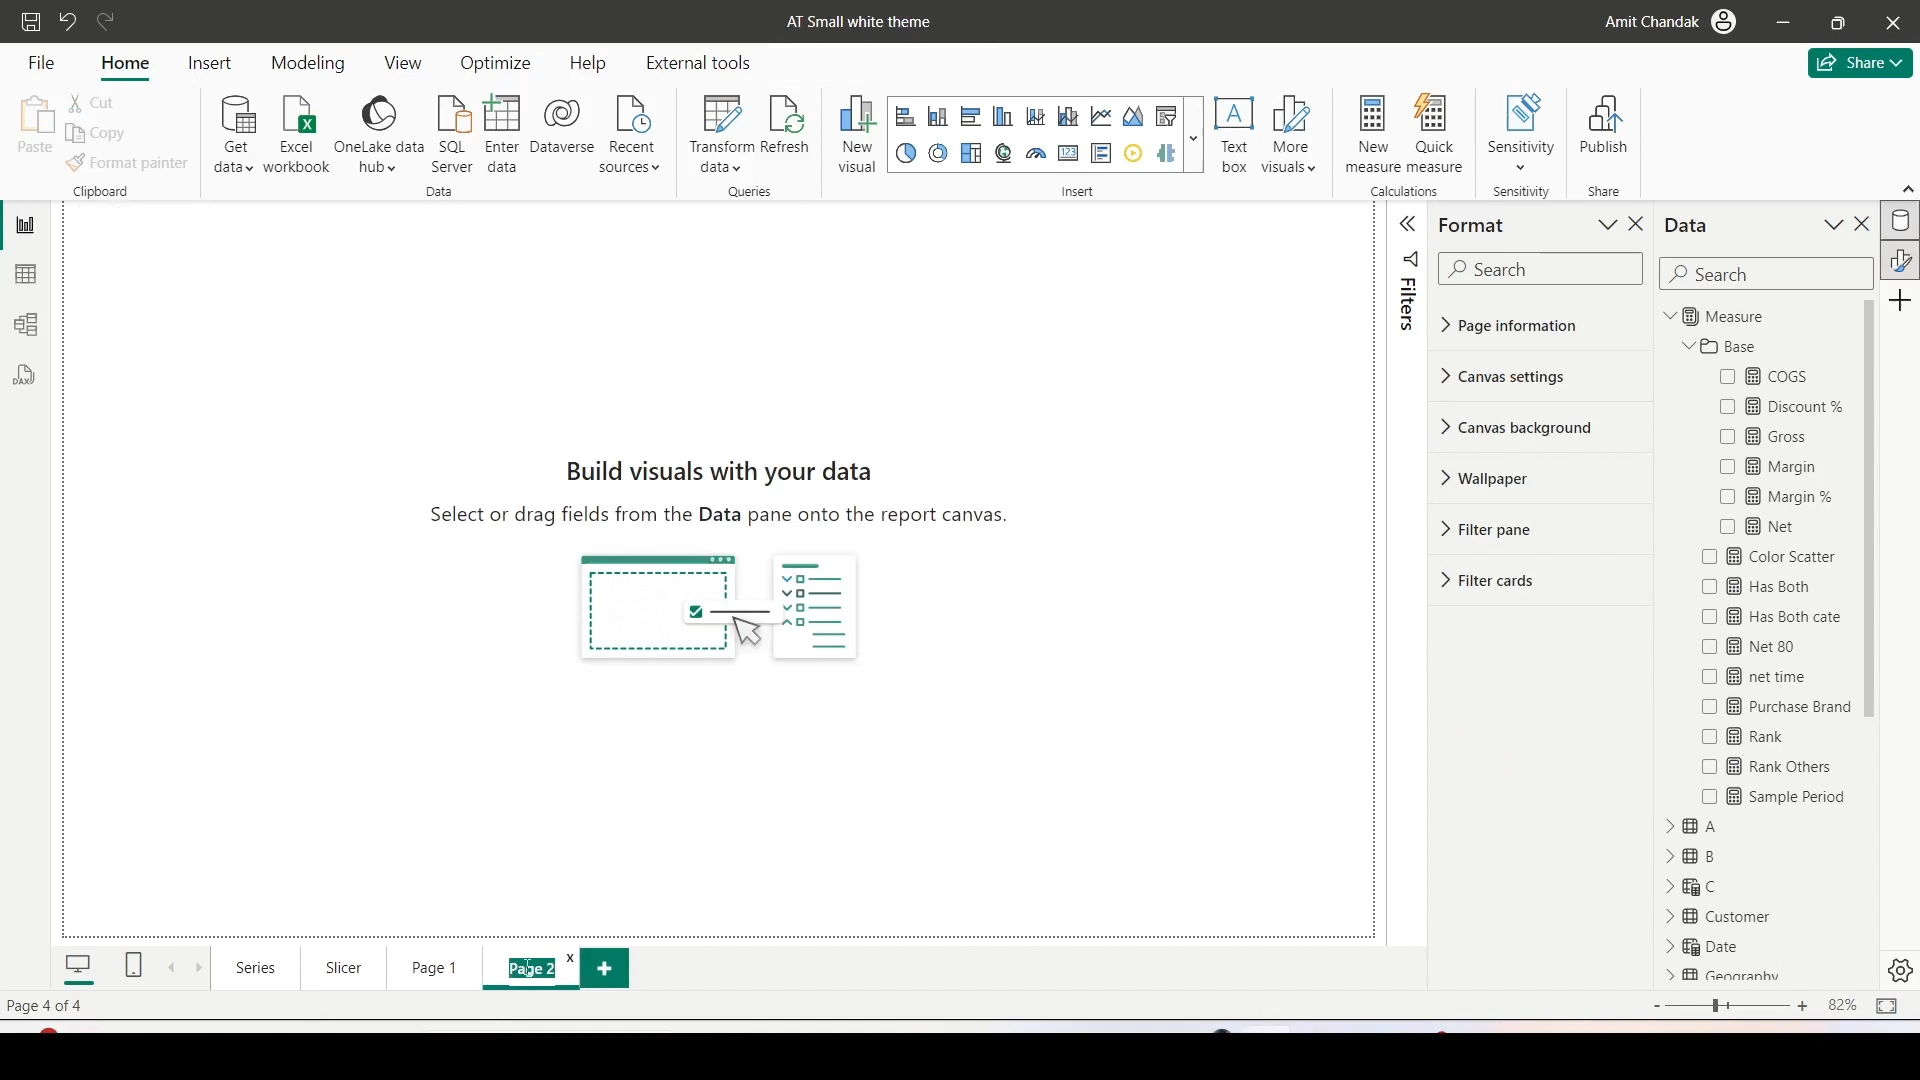 AT Small white theme
Amit Chandak
File
Home
Insert
Modeling
View
Optimize
Help
External tools
Share
Paste
Cut
Copy
Format painter
Clipboard
Get
data
Excel
workbook
OneLake data
hub
SQL
Server
Enter
data
Dataverse
Recent
sources
Data
Transform
data
Refresh
Queries
New
visual
123
Insert
A
Text
box
More
visuals
New
measure
Quick
measure
Calculations
Sensitivity
Sensitivity
Publish
Share
DAX
Build visuals with your data
Select or drag fields from the Data pane onto the report canvas.
Filters
Format
Search
Page information
Canvas settings
Canvas background
Wallpaper
Filter pane
Filter cards
Data
Search
Measure
Base
COGS
Discount %
Gross
Margin
Margin %
Net
Color Scatter
Has Both
Has Both cate
Net 80
net time
Purchase Brand
Rank
Rank Others
Sample Period
A
B
C
Customer
Date
Geography
Series
Slicer
Page 1
Page 2
x
Page 4 of 4
82%